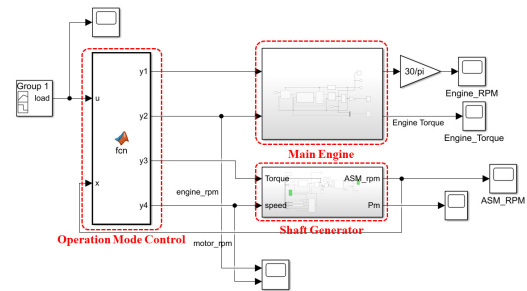 Group 1
load
u
x
fcn
y1
y2
y3
y4
Operation Mode Control
Main Engine
30/pi
Engine_RPM
Engine Torque
Engine_Torque
engine_rpm
motor_rpm
Torque
speed
ASM_rpm
Pm
Shaft Generator
ASM_RPM